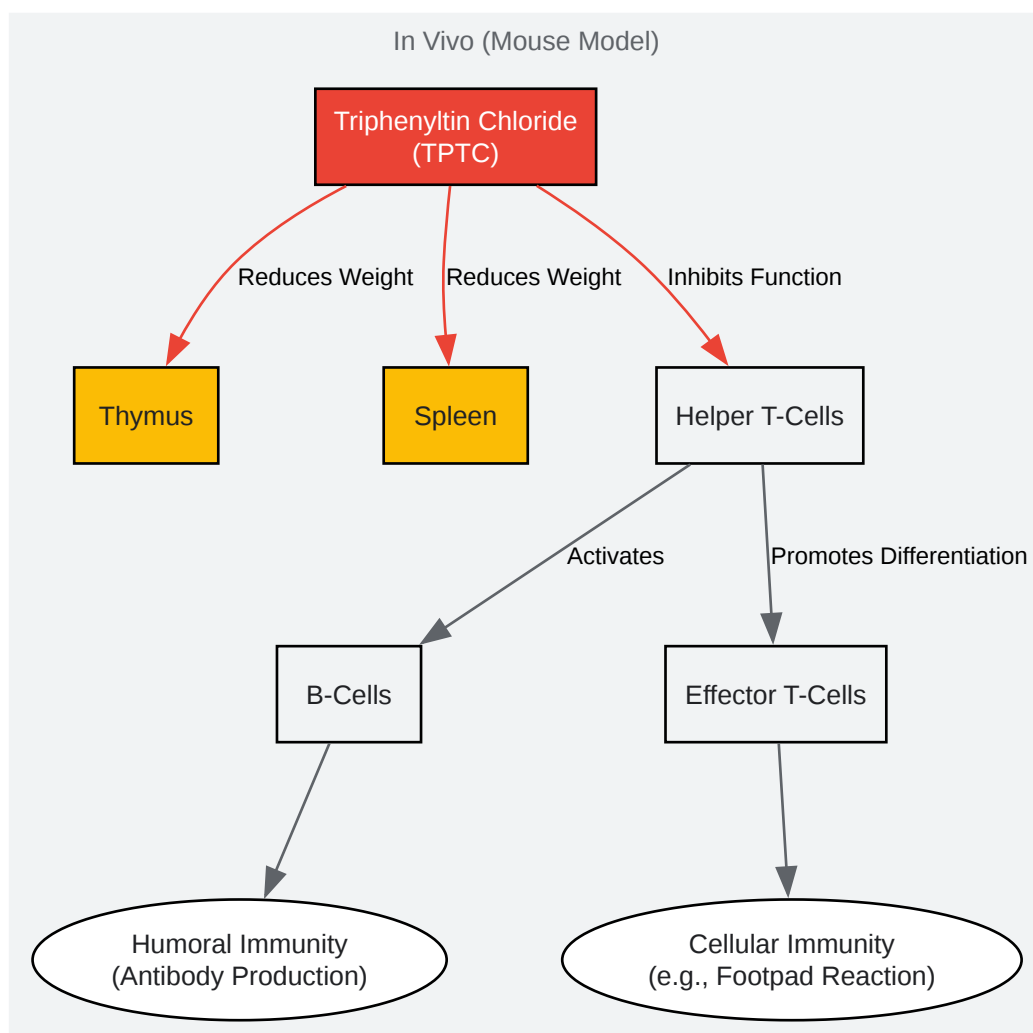 In Vivo (Mouse Model)
Triphenyltin Chloride
(TPTC)
Reduces Weight
Reduces Weight
Inhibits Function
Thymus
Spleen
Helper T-Cells
Activates
Promotes Differentiation
B-Cells
Effector T-Cells
Humoral Immunity
(Antibody Production)
Cellular Immunity
(e.g., Footpad Reaction)